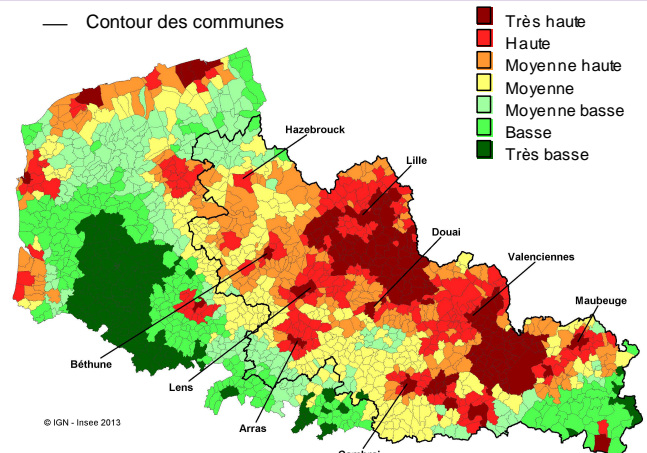 Contour des communes
Très haute
Haute
Moyenne haute
Moyenne
Moyenne basse
Basse
Très basse
Hazebrouck
Lille
Douai
Valenciennes
Maubeuge
Béthune
Lens
Arras
© IGN - Insee 2013
Cambrai